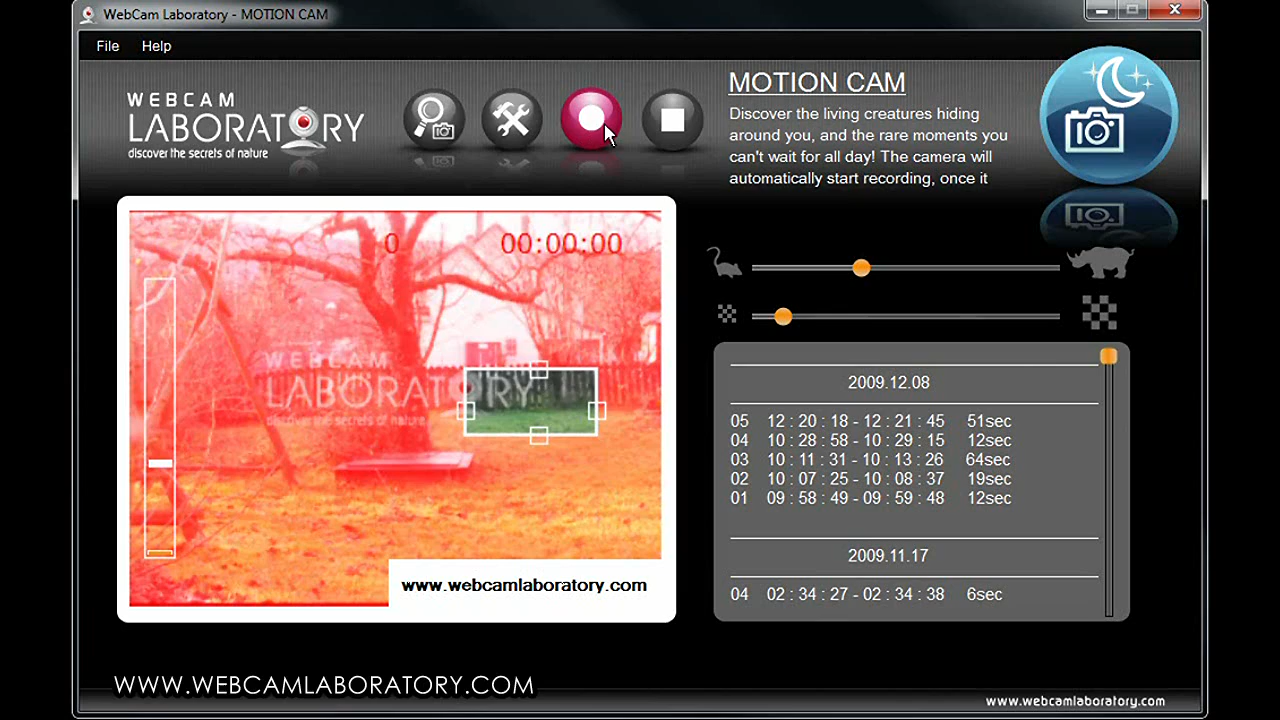 WebCam Laboratory - MOTION CAM
File Help
WEBCAM
LABORATORY
discover the secrets of nature
MOTION CAM
Discover the living creatures hiding
around you, and the rare moments you
can't wait for all day! The camera will
automatically start recording, once it
0 00:00:00
WEBCAM
LABORATORY
discover the secrets of nature
www.webcamlaboratory.com
2009.12.08
05 12 : 20 : 18 - 12 : 21 : 45 51sec
04 10 : 28 : 58 - 10 : 29 : 15 12sec
03 10 : 11 : 31 - 10 : 13 : 26 64sec
02 10 : 07 : 25 - 10 : 08 : 37 19sec
01 09 : 58 : 49 - 09 : 59 : 48 12sec
2009.11.17
04 02 : 34 : 27 - 02 : 34 : 38 6sec
WWW.WEBCAMLABORATORY.COM
www.webcamlaboratory.com